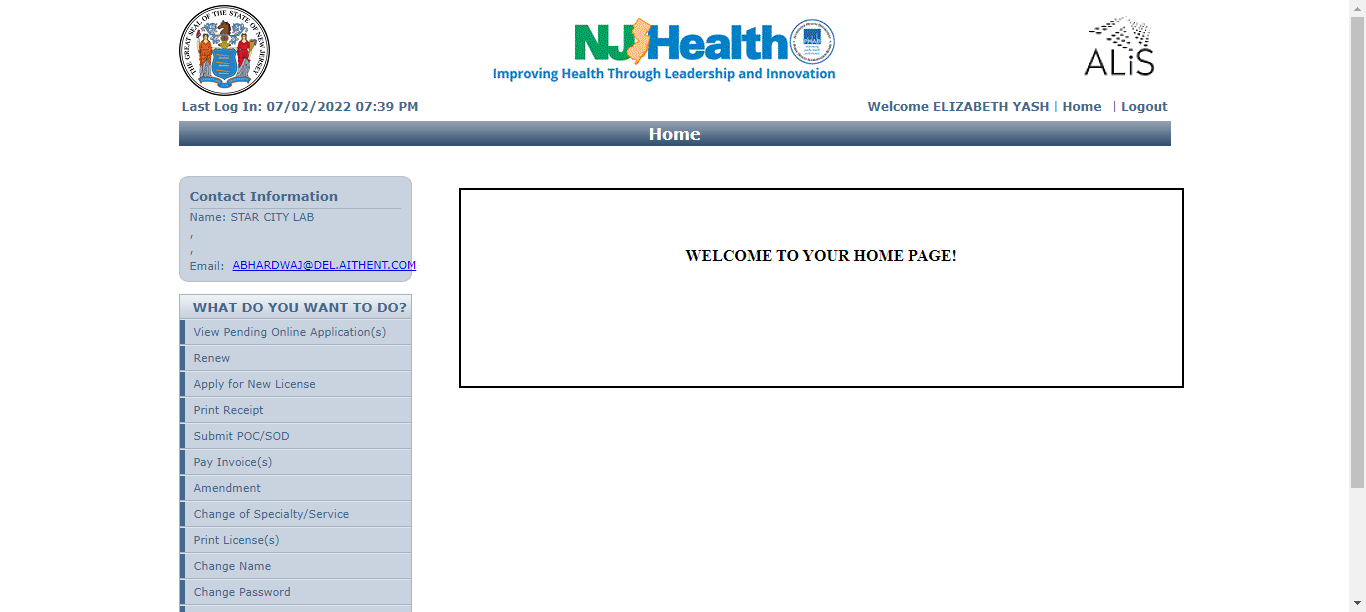 THE GREAT SEAL OF THE STATE OF NEW JERSEY
NJHealth
Improving Health Through Leadership and Innovation
PHAB
ALiS
Last Log In: 07/02/2022 07:39 PM
Welcome ELIZABETH YASH | Home | Logout
Home
Contact Information
Name: STAR CITY LAB
,
,
Email: ABHARDWAJ@DEL.AITHENT.COM
WELCOME TO YOUR HOME PAGE!
WHAT DO YOU WANT TO DO?
View Pending Online Application(s)
Renew
Apply for New License
Print Receipt
Submit POC/SOD
Pay Invoice(s)
Amendment
Change of Specialty/Service
Print License(s)
Change Name
Change Password